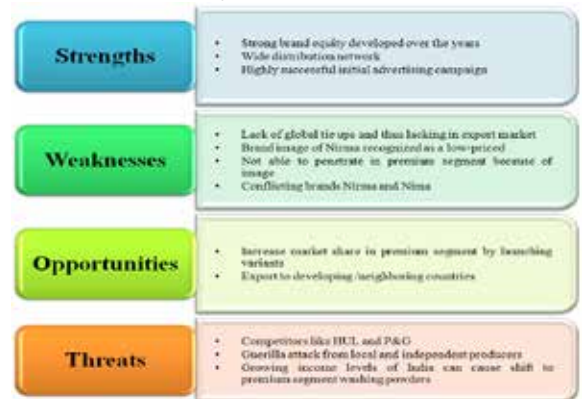 Strengths
• Strong brand equity developed over the years
• Wide distribution network
• Highly successful initial advertising campaign
Weaknesses
• Lack of global tie ups and thus lacking in export market
• Brand image of Nirma recognized as a low-priced
• Not able to penetrate in premium segment because of
image
• Conflicting brands Nirma and Nima
Opportunities
• Increase market share in premium segment by launching
variants
• Export to developing /neighboring countries
Threats
• Competitors like HUL and P&G
• Guerilla attack from local and independent producers
• Growing income levels of India can cause shift to
premium segment washing powders